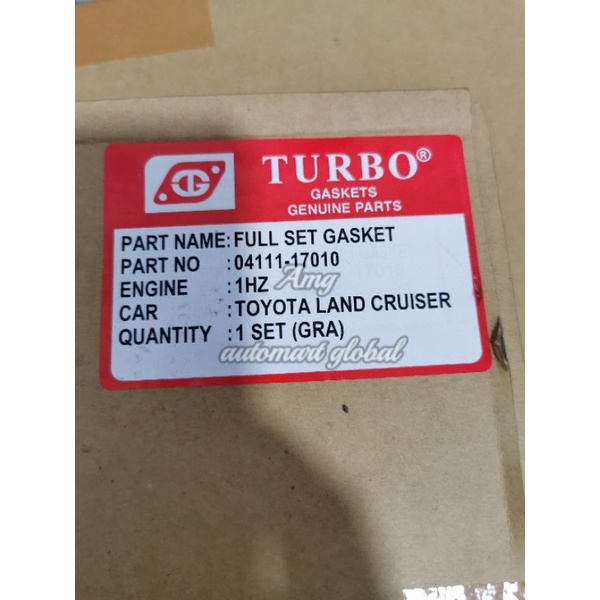 TURBO®
GASKETS
GENUINE PARTS
PART NAME:FULL SET GASKET
PART NO :04111-17010
ENGINE :1HZ
CAR :TOYOTA LAND CRUISER
QUANTITY :1 SET (GRA)
Amg
automart global